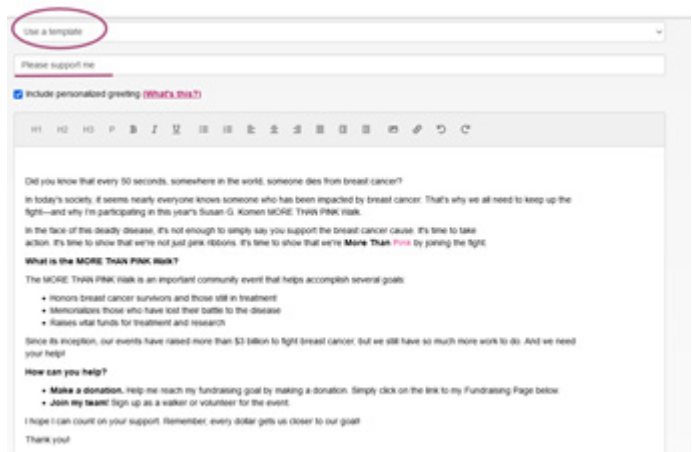 Use a template
Please support me
Include personalized greeting (What's this?)
H1 H2 H3 P B I U
Did you know that every 50 seconds, somewhere in the world, someone dies from breast cancer?
In today's society, it seems nearly everyone knows someone who has been impacted by breast cancer. That's why we all need to keep up the
fight—and why I'm participating in this year's Susan G. Komen MORE THAN PINK Walk.
In the face of this deadly disease, it's not enough to simply say you support the breast cancer cause. It's time to take
action. It's time to show that we're not just pink ribbons. It's time to show that we're More Than Pink by joining the fight.
What is the MORE THAN PINK Walk?
The MORE THAN PINK Walk is an important community event that helps accomplish several goals:
• Honors breast cancer survivors and those still in treatment
• Memorializes those who have lost their battle to the disease
• Raises vital funds for treatment and research
Since its inception, our events have raised more than $3 billion to fight breast cancer, but we still have so much more work to do. And we need
your help!
How can you help?
• Make a donation. Help me reach my fundraising goal by making a donation. Simply click on the link to my Fundraising Page below.
• Join my team! Sign up as a walker or volunteer for the event.
I hope I can count on your support. Remember, every dollar gets us closer to our goal!
Thank you!